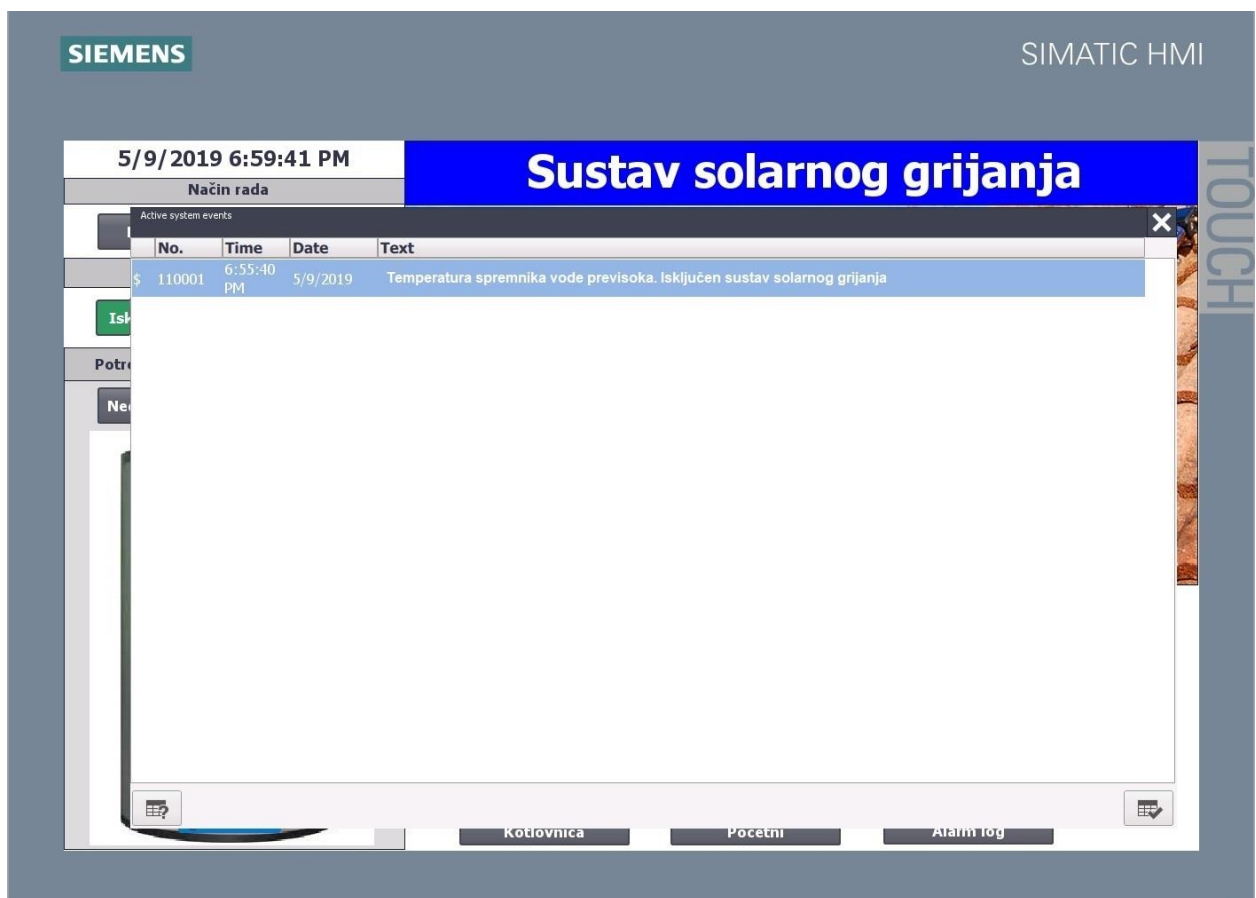 SIEMENS
SIMATIC HMI
TOUCH
5/9/2019 6:59:41 PM
Sustav solarnog grijanja
Način rada
Active system events
No. Time Date Text
$ 110001 6:55:40 PM 5/9/2019 Temperatura spremnika vode previsoka. Isključen sustav solarnog grijanja
Kotlovnica Početni Alarm log